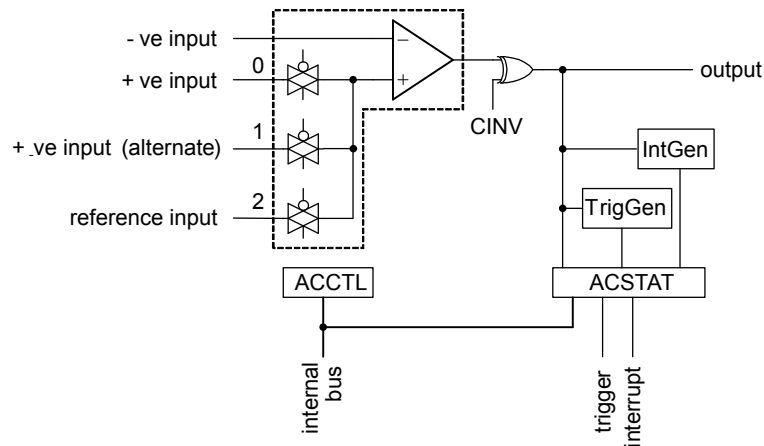 - ve input
+ ve input
0
+ -ve input (alternate)
1
reference input
2
−
+
CINV
output
IntGen
TrigGen
ACCTL
ACSTAT
internal
bus
trigger
interrupt